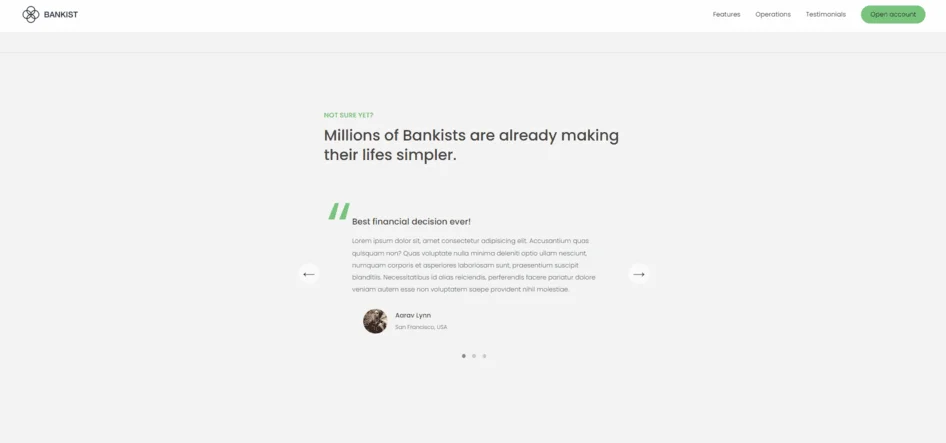 BANKIST
Features
Operations
Testimonials
Open account
NOT SURE YET?
Millions of Bankists are already making
their lifes simpler.
“
Best financial decision ever!
Lorem ipsum dolor sit, amet consectetur adipisicing elit. Accusantium quas
quisquam non? Quas voluptate nulla minima deleniti optio ullam nesciunt,
numquam corporis et asperiores laboriosam sunt, praesentium suscipit
blanditiis. Necessitatibus id alias reiciendis, perferendis facere pariatur dolore
veniam autem esse non voluptatem saepe provident nihil molestiae.
←
→
Aarav Lynn
San Francisco, USA